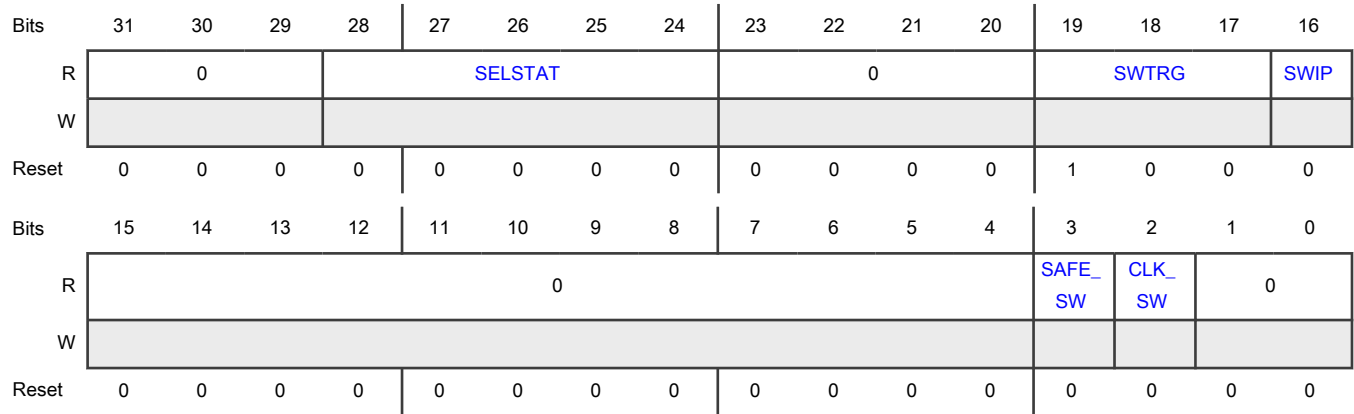 Bits 31 30 29 28 27 26 25 24 23 22 21 20 19 18 17 16
R 0 SELSTAT 0 SWTRG SWIP
W
Reset 0 0 0 0 0 0 0 0 0 0 0 0 1 0 0 0
Bits 15 14 13 12 11 10 9 8 7 6 5 4 3 2 1 0
R 0 SAFE_ CLK_ 0
SW SW
W
Reset 0 0 0 0 0 0 0 0 0 0 0 0 0 0 0 0